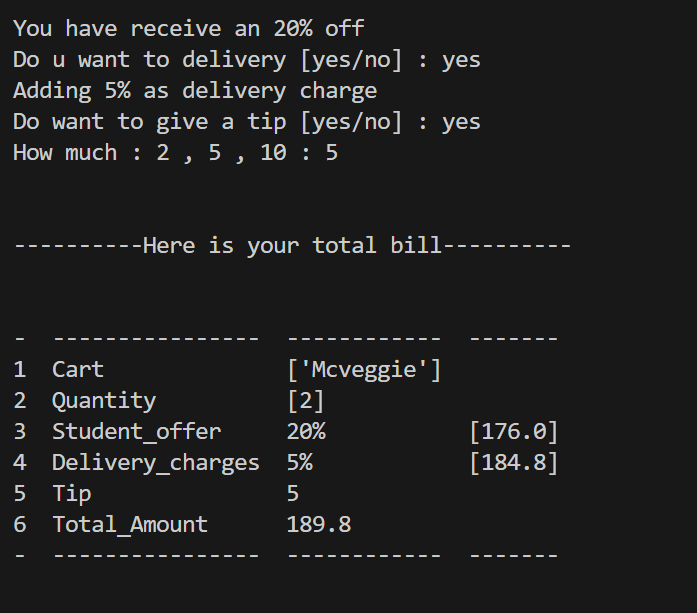 You have receive an 20% off
Do u want to delivery [yes/no] : yes
Adding 5% as delivery charge
Do want to give a tip [yes/no] : yes
How much : 2 , 5 , 10 : 5
----------Here is your total bill----------
-  ----------------  ------------  -------
1  Cart              ['Mcveggie']
2  Quantity          [2]
3  Student_offer     20%           [176.0]
4  Delivery_charges  5%            [184.8]
5  Tip               5
6  Total_Amount      189.8
-  ----------------  ------------  -------